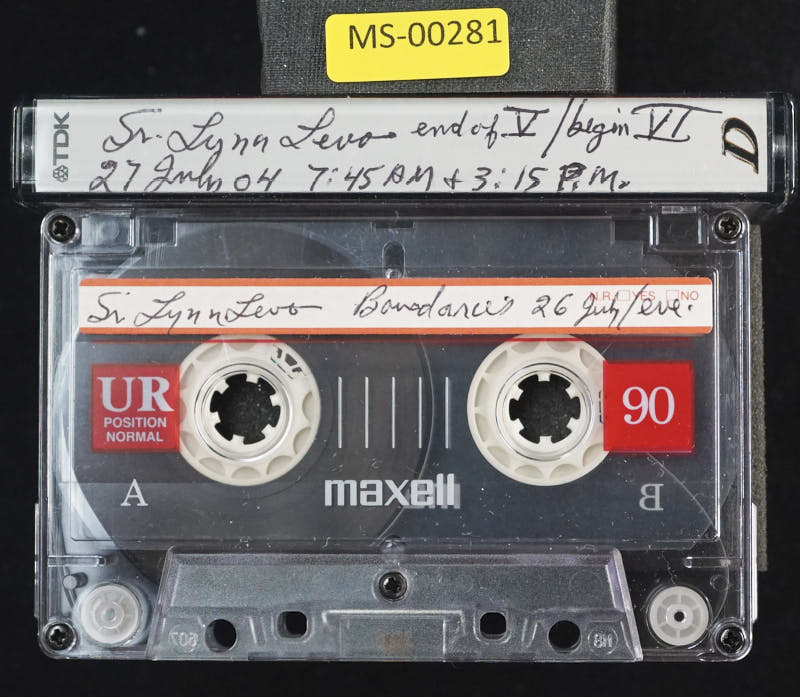 MS-00281
TDK
Sr. Lynn Levo end of V / begin VI
D
27 July 04 7:45 AM + 3:15 P.M.
N.R. YES NO
Sr. Lynn Levo Boundaries 26 July / eve.
UR
POSITION
NORMAL
90
A
maxell
B